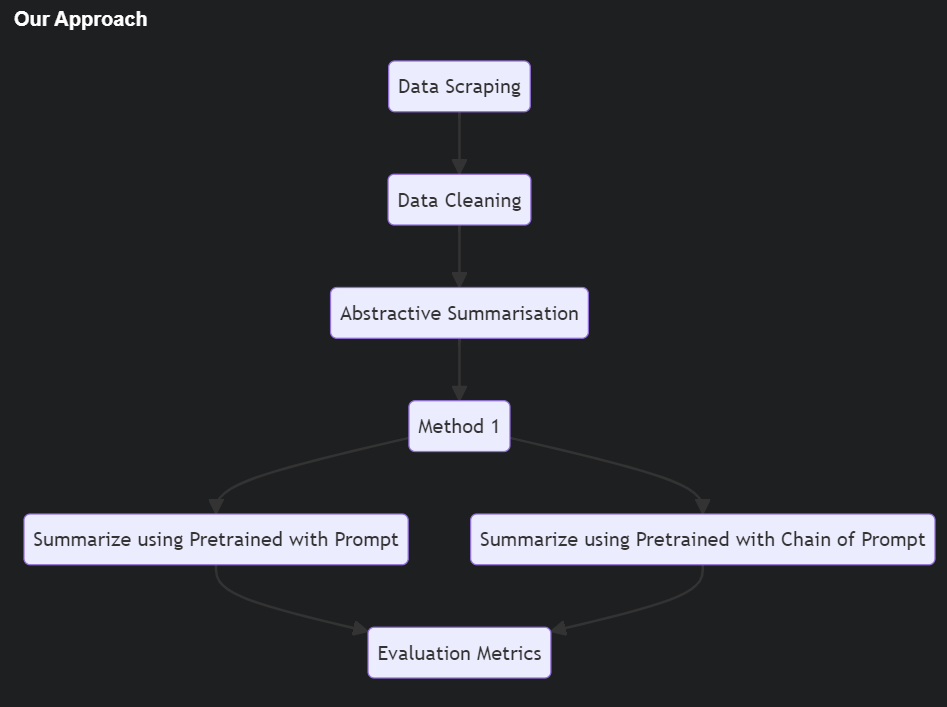 Our Approach
Data Scraping
Data Cleaning
Abstractive Summarisation
Method 1
Summarize using Pretrained with Prompt
Summarize using Pretrained with Chain of Prompt
Evaluation Metrics